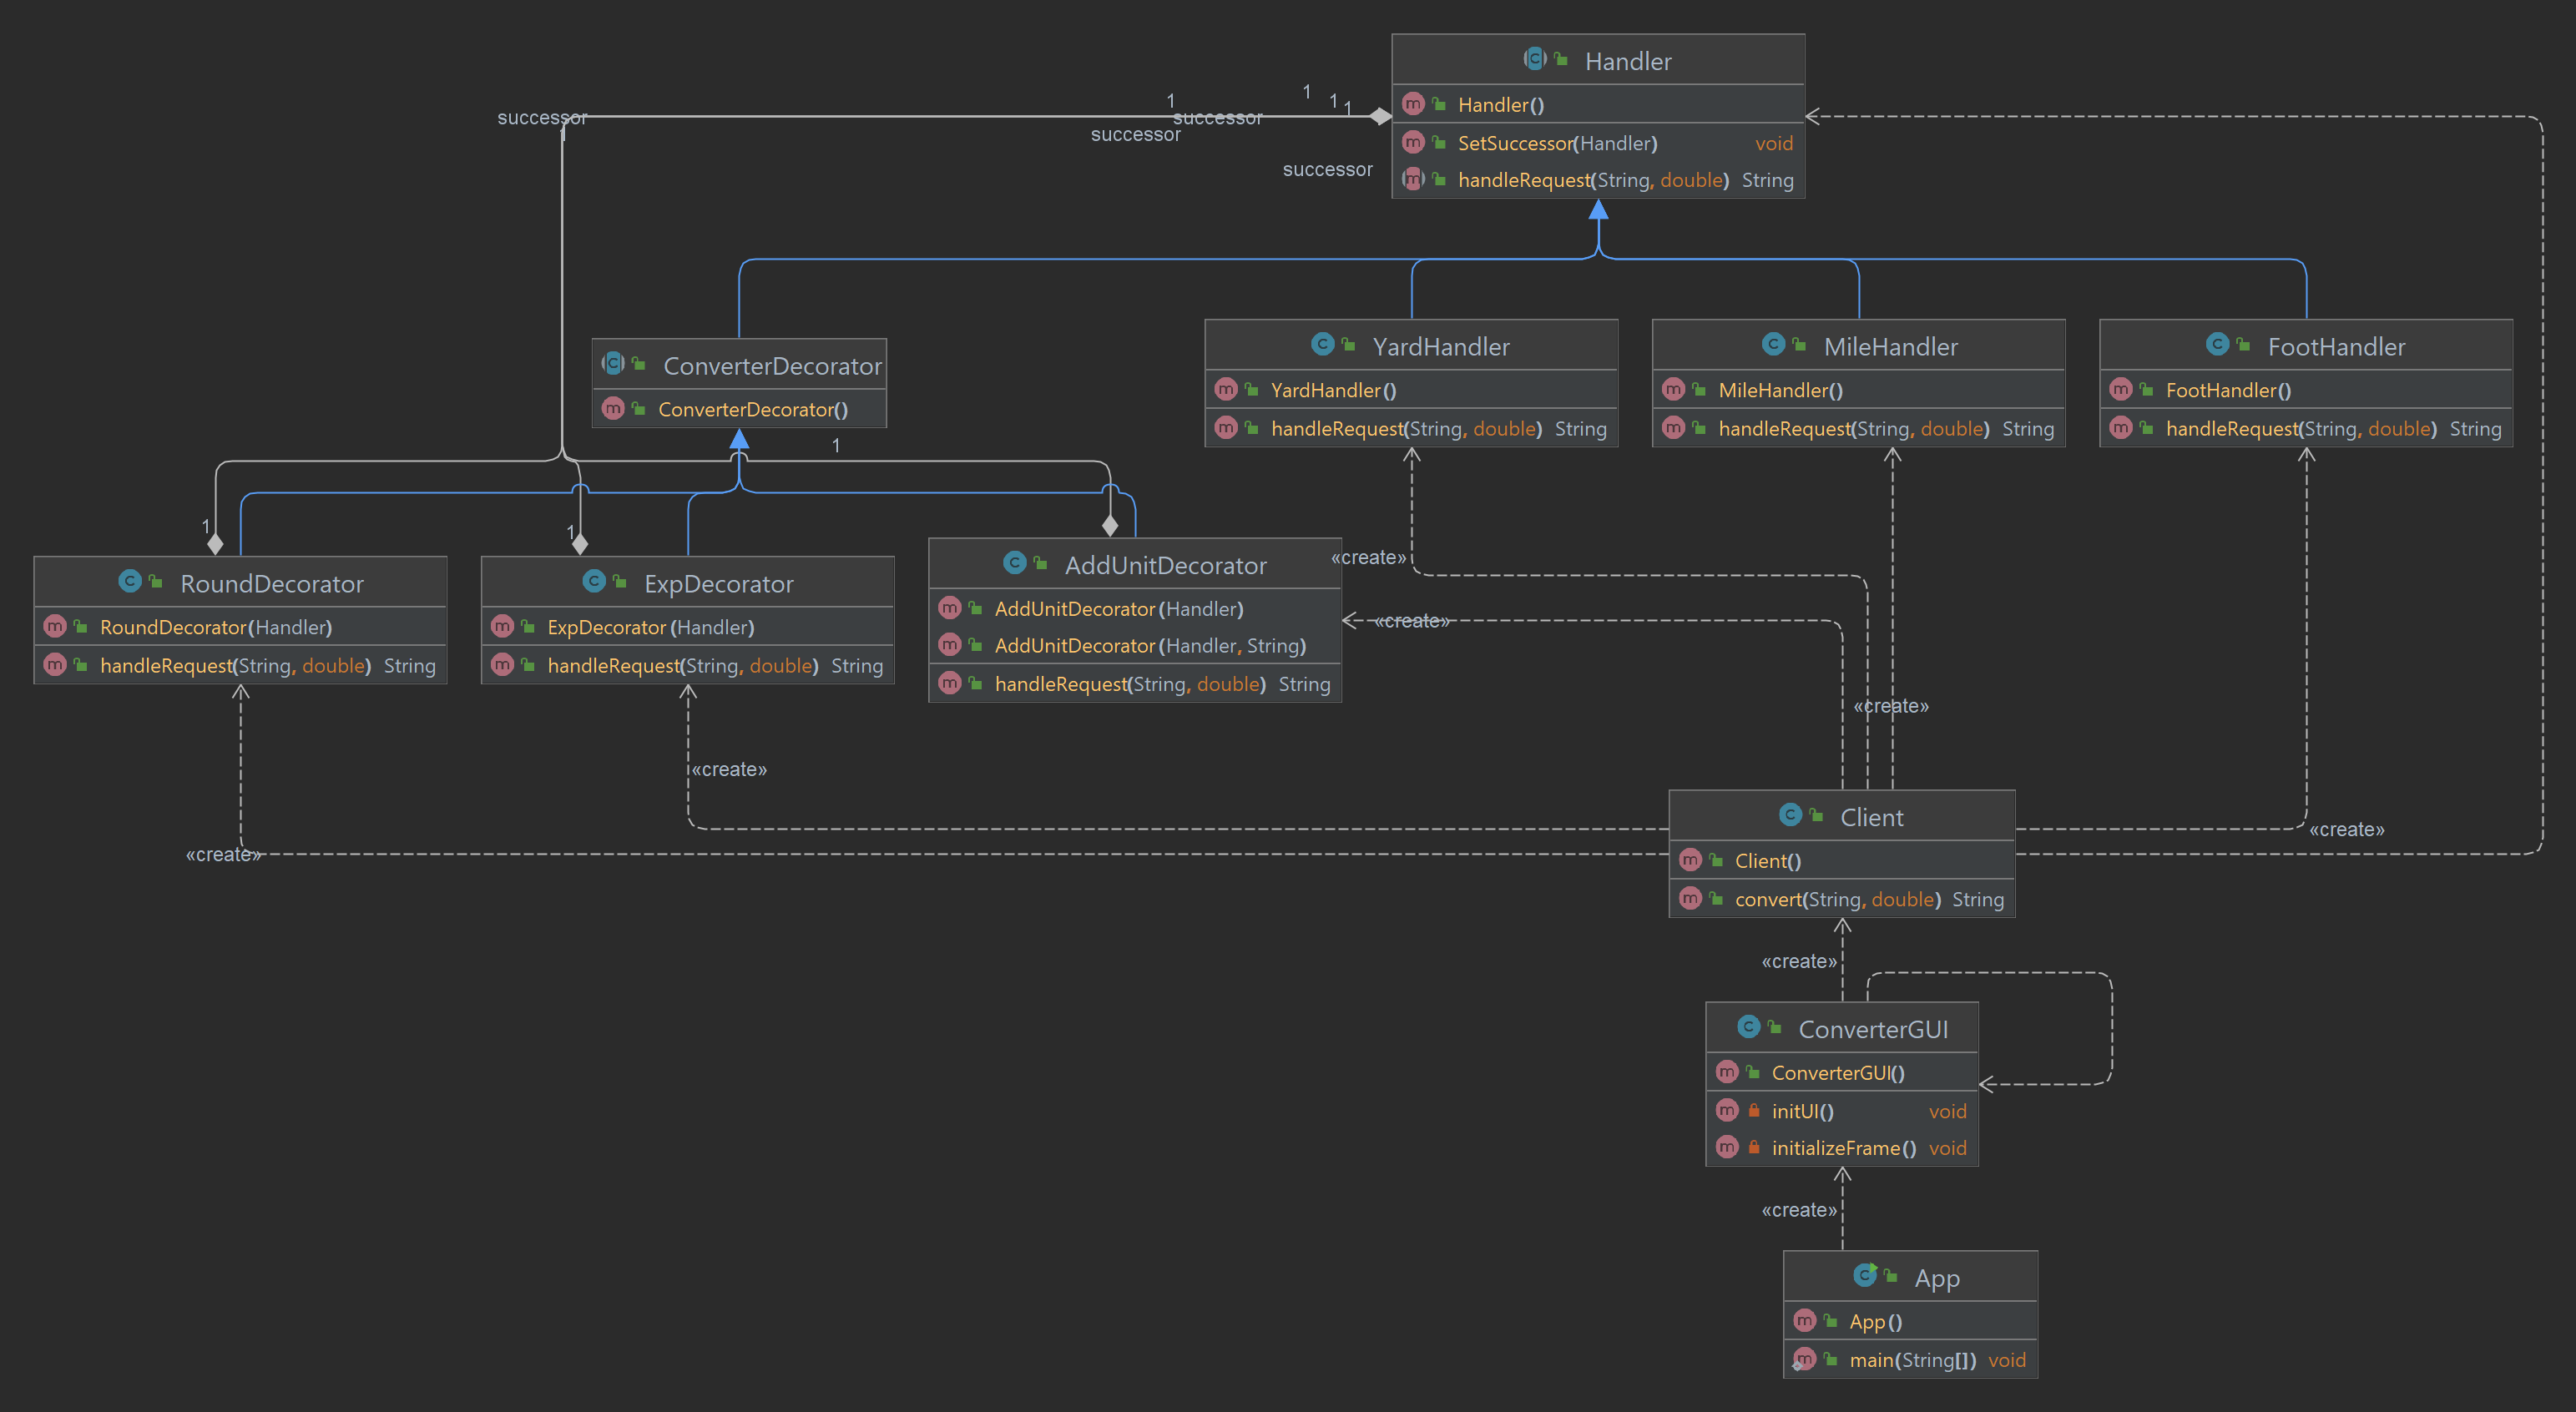 Handler
Handler()
SetSuccessor(Handler) void
handleRequest(String, double) String
1
1
1
1
successor
successor
successor
successor
1
ConverterDecorator
ConverterDecorator()
YardHandler
YardHandler()
handleRequest(String, double) String
MileHandler
MileHandler()
handleRequest(String, double) String
FootHandler
FootHandler()
handleRequest(String, double) String
1
1
1
RoundDecorator
RoundDecorator(Handler)
handleRequest(String, double) String
ExpDecorator
ExpDecorator(Handler)
handleRequest(String, double) String
AddUnitDecorator
AddUnitDecorator(Handler)
AddUnitDecorator(Handler, String)
handleRequest(String, double) String
«create»
«create»
«create»
«create»
«create»
«create»
Client
Client()
convert(String, double) String
«create»
ConverterGUI
ConverterGUI()
initUI() void
initializeFrame() void
«create»
App
App()
main(String[]) void